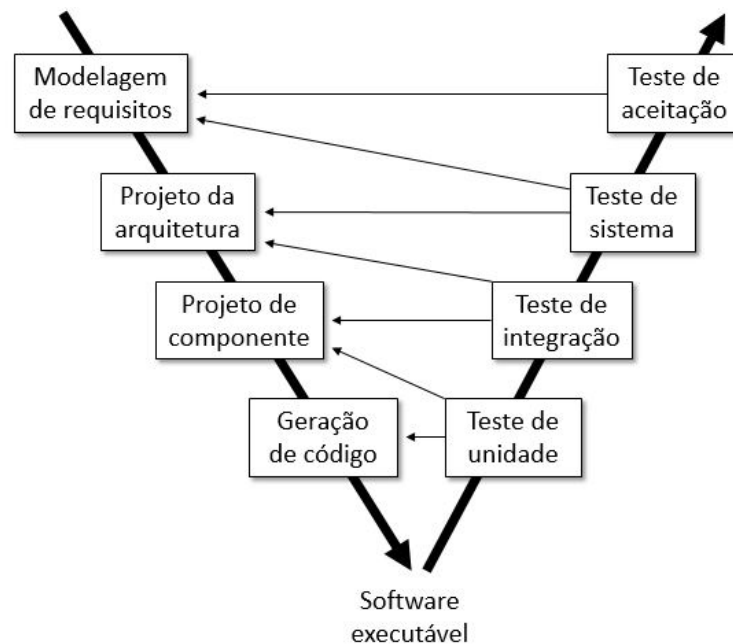 Modelagem
de requisitos
Teste de
aceitação
Projeto da
arquitetura
Teste de
sistema
Projeto de
componente
Teste de
integração
Geração
de código
Teste de
unidade
Software
executável